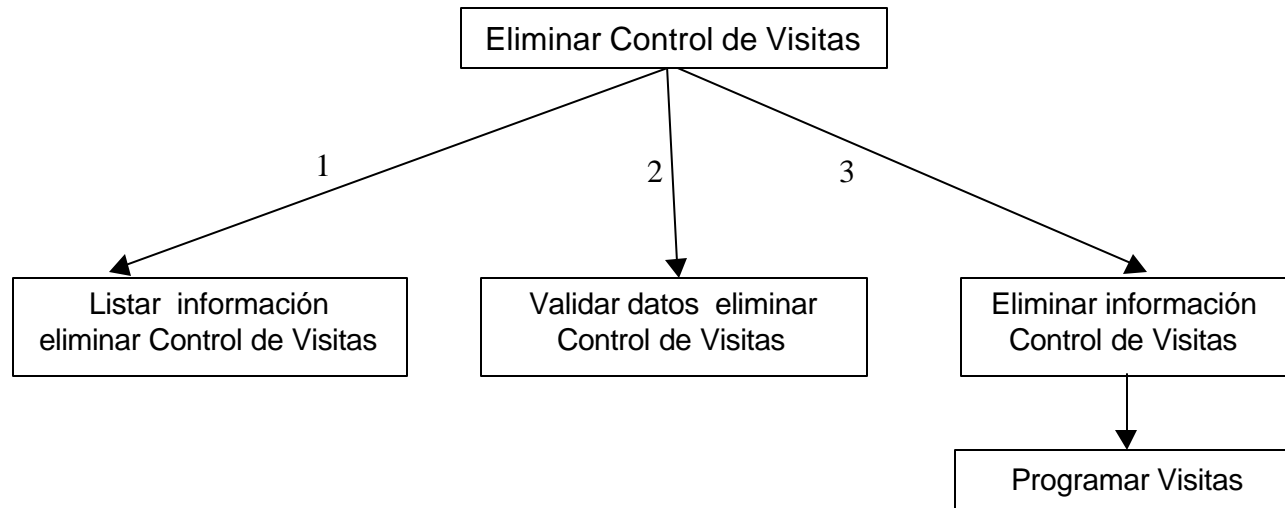 Eliminar Control de Visitas
1
2
3
Listar información
eliminar Control de Visitas
Validar datos eliminar
Control de Visitas
Eliminar información
Control de Visitas
Programar Visitas